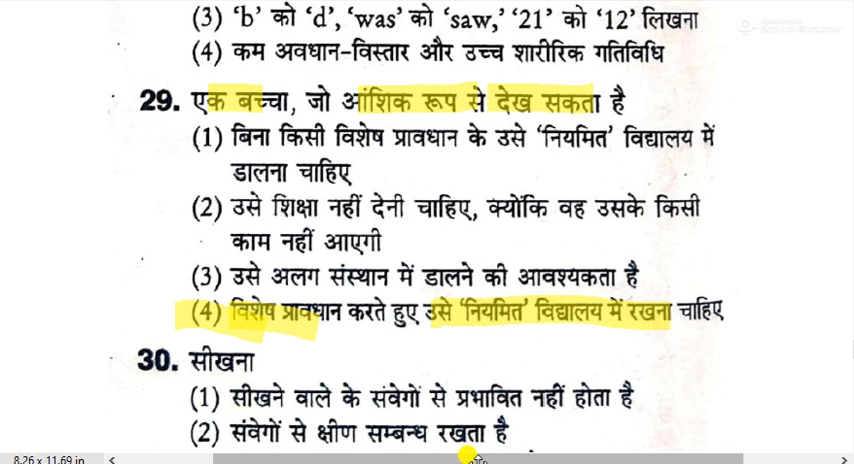 (3) ‘b’ को ‘d’, ‘was’ को ‘saw,’ ‘21’ को ‘12’ लिखना
(4) कम अवधान-विस्तार और उच्च शारीरिक गतिविधि
29. एक बच्चा, जो आंशिक रूप से देख सकता है
(1) बिना किसी विशेष प्रावधान के उसे ‘नियमित’ विद्यालय में
डालना चाहिए
(2) उसे शिक्षा नहीं देनी चाहिए, क्योंकि वह उसके किसी
काम नहीं आएगी
(3) उसे अलग संस्थान में डालने की आवश्यकता है
(4) विशेष प्रावधान करते हुए उसे ‘नियमित’ विद्यालय में रखना चाहिए
30. सीखना
(1) सीखने वाले के संवेगों से प्रभावित नहीं होता है
(2) संवेगों से क्षीण सम्बन्ध रखता है
8.26 x 11.69 in